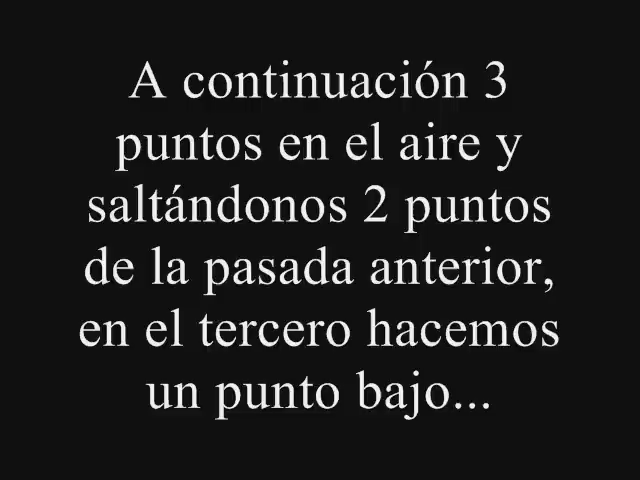 A continuación 3
puntos en el aire y
saltándonos 2 puntos
de la pasada anterior,
en el tercero hacemos
un punto bajo...